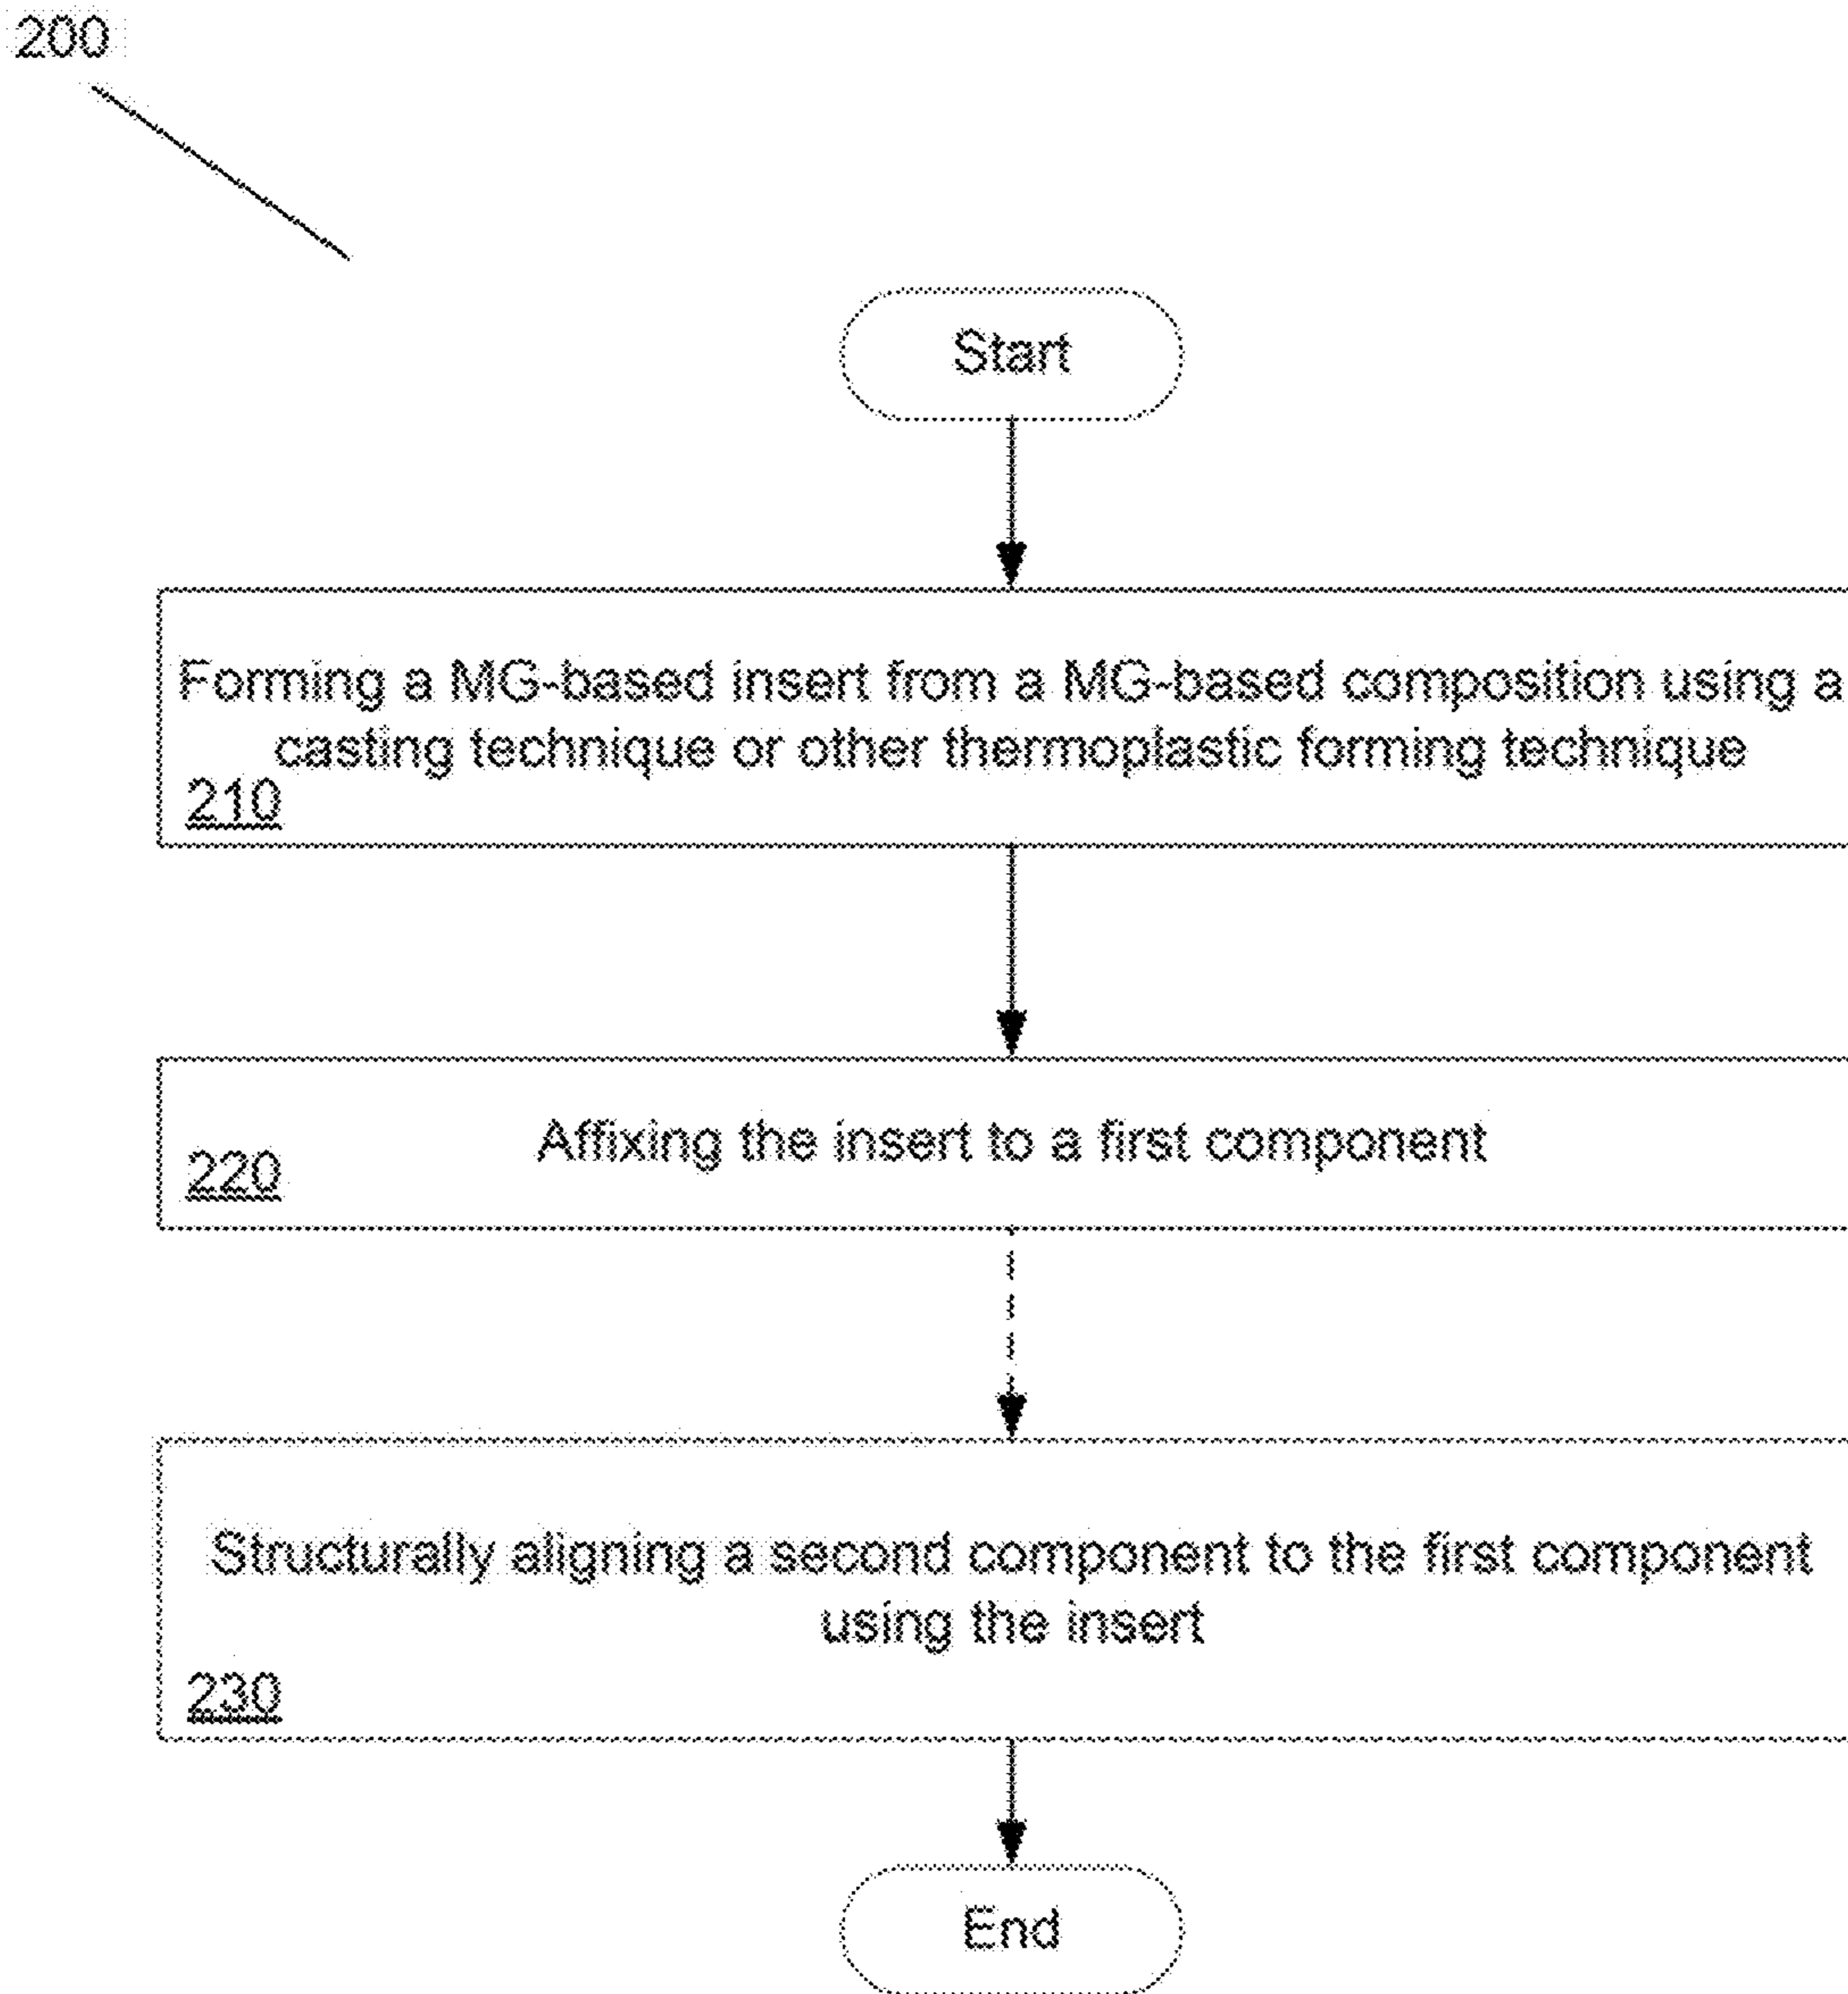 200
Start
Forming a MG-based insert from a MG-based composition using a
casting technique or other thermoplastic forming technique
210
Affixing the insert to a first component
220
Structurally aligning a second component to the first component
using the insert
230
End